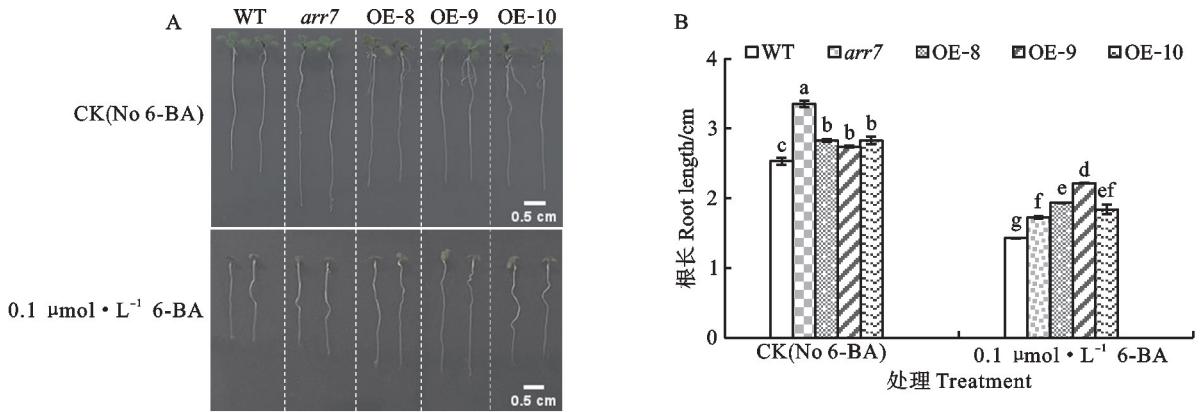 A
WT arr7 OE-8 OE-9 OE-10
CK(No 6-BA)
0.5 cm
0.1 μmol·L⁻¹ 6-BA
0.5 cm
B
WT arr7 OE-8 OE-9 OE-10
4
3
2
1
0
根长 Root length/cm
c a b b b
g f e d ef
CK(No 6-BA) 0.1 μmol·L⁻¹ 6-BA
处理 Treatment